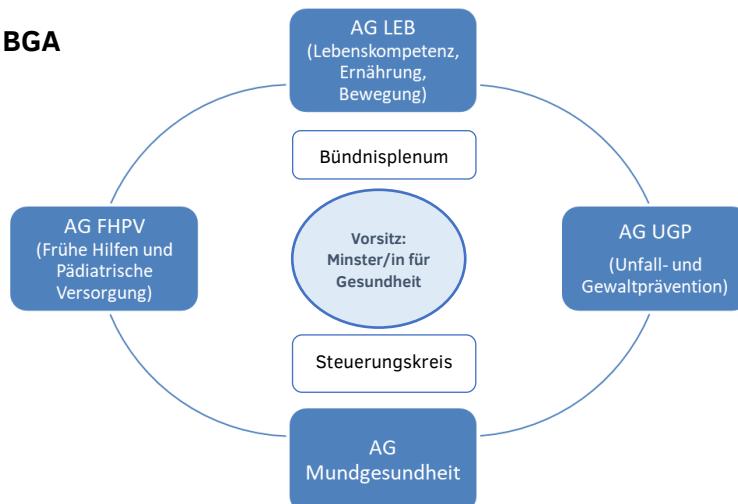 BGA
AG LEB
(Lebenskompetenz,
Ernährung,
Bewegung)
Bündnisplenum
AG FHPV
(Frühe Hilfen und
Pädiatrische
Versorgung)
Vorsitz:
Minster/in für
Gesundheit
AG UGP
(Unfall- und
Gewaltprävention)
Steuerungskreis
AG
Mundgesundheit